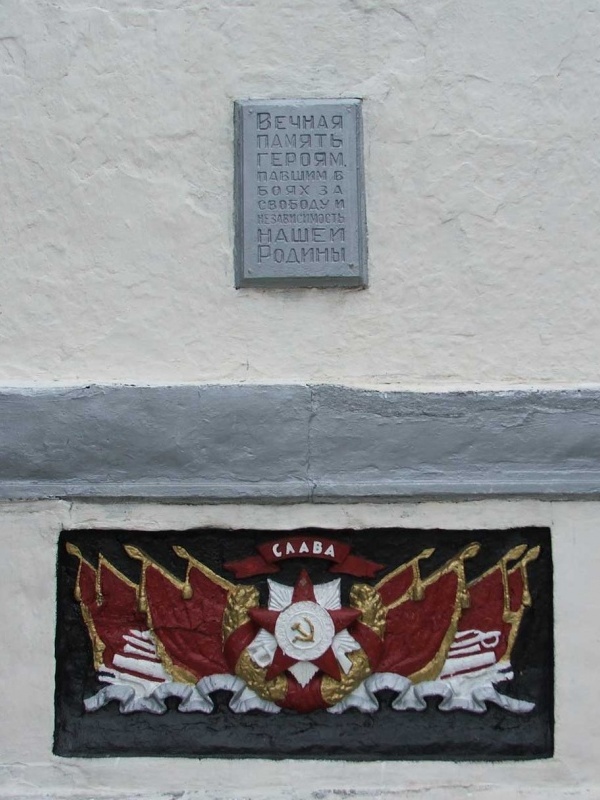 Вечная
память
героям,
павшим в
боях за
свободу и
независимость
нашей
Родины
СЛАВА